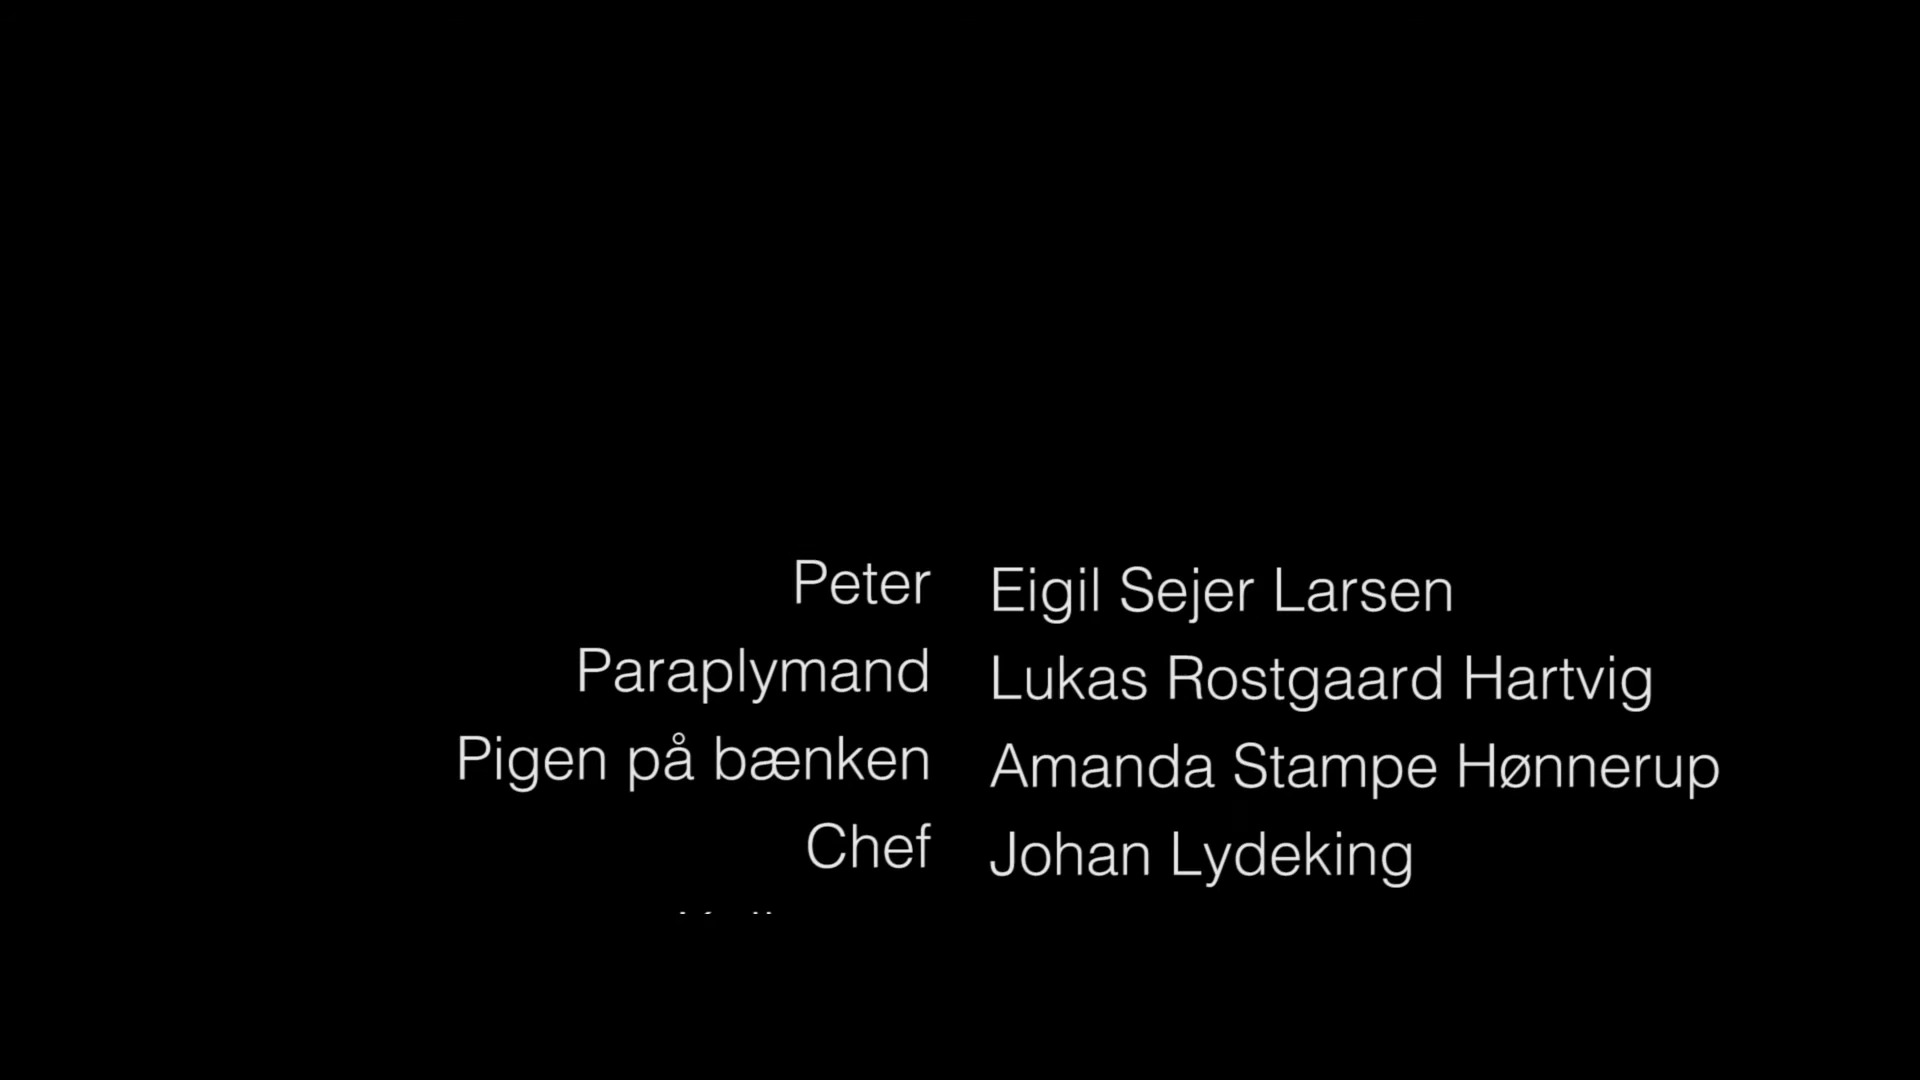 Peter Eigil Sejer Larsen
Paraplymand Lukas Rostgaard Hartvig
Pigen på bænken Amanda Stampe Hønnerup
Chef Johan Lydeking